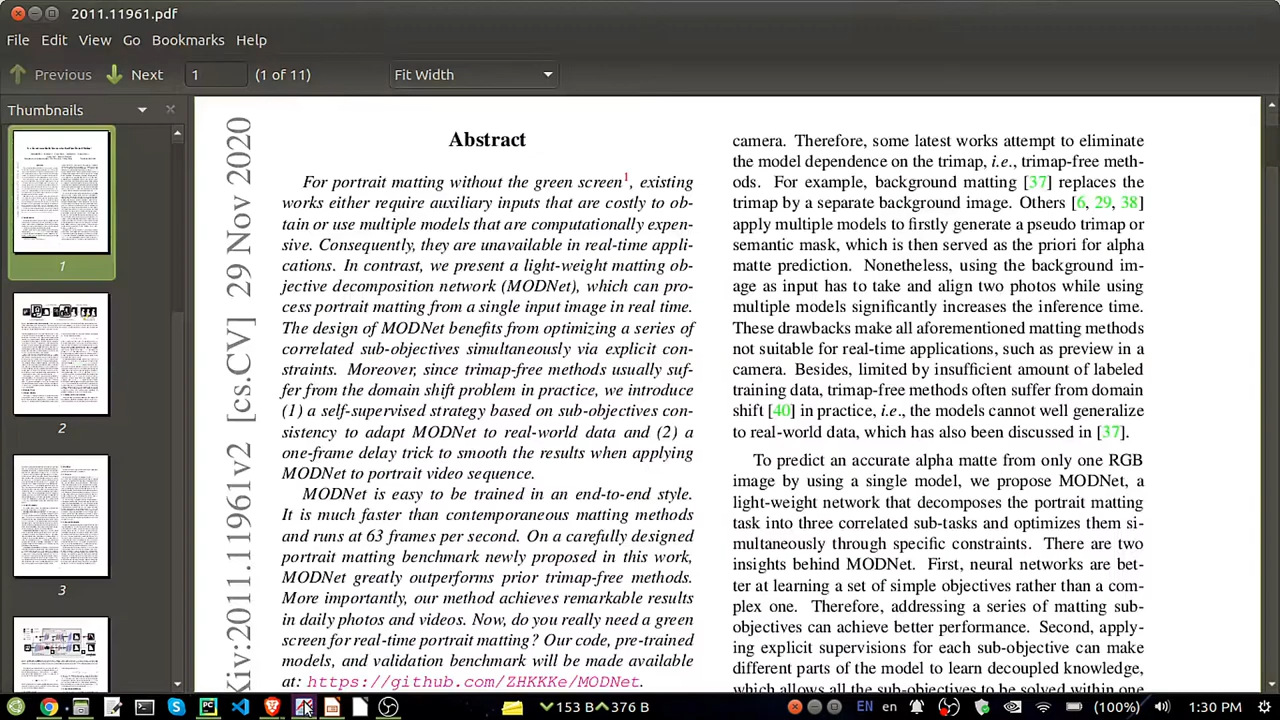 2011.11961.pdf
File Edit View Go Bookmarks Help
Previous Next 1 (1 of 11) Fit Width
Thumbnails
1
2
3
Kiv:2011.11961v2 [cs.CV] 29 Nov 2020
Abstract
For portrait matting without the green screen1, existing
works either require auxiliary inputs that are costly to ob-
tain or use multiple models that are computationally expen-
sive. Consequently, they are unavailable in real-time appli-
cations. In contrast, we present a light-weight matting ob-
jective decomposition network (MODNet), which can pro-
cess portrait matting from a single input image in real time.
The design of MODNet benefits from optimizing a series of
correlated sub-objectives simultaneously via explicit con-
straints. Moreover, since trimap-free methods usually suf-
fer from the domain shift problem in practice, we introduce
(1) a self-supervised strategy based on sub-objectives con-
sistency to adapt MODNet to real-world data and (2) a
one-frame delay trick to smooth the results when applying
MODNet to portrait video sequence.
MODNet is easy to be trained in an end-to-end style.
It is much faster than contemporaneous matting methods
and runs at 63 frames per second. On a carefully designed
portrait matting benchmark newly proposed in this work,
MODNet greatly outperforms prior trimap-free methods.
More importantly, our method achieves remarkable results
in daily photos and videos. Now, do you really need a green
screen for real-time portrait matting? Our code, pre-trained
models, and validation benchmark will be made available
at: https://github.com/ZHKKKe/MODNet.
camera. Therefore, some latest works attempt to eliminate
the model dependence on the trimap, i.e., trimap-free meth-
ods. For example, background matting [37] replaces the
trimap by a separate background image. Others [6, 29, 38]
apply multiple models to firstly generate a pseudo trimap or
semantic mask, which is then served as the priori for alpha
matte prediction. Nonetheless, using the background im-
age as input has to take and align two photos while using
multiple models significantly increases the inference time.
These drawbacks make all aforementioned matting methods
not suitable for real-time applications, such as preview in a
camera. Besides, limited by insufficient amount of labeled
training data, trimap-free methods often suffer from domain
shift [40] in practice, i.e., the models cannot well generalize
to real-world data, which has also been discussed in [37].
To predict an accurate alpha matte from only one RGB
image by using a single model, we propose MODNet, a
light-weight network that decomposes the portrait matting
task into three correlated sub-tasks and optimizes them si-
multaneously through specific constraints. There are two
insights behind MODNet. First, neural networks are bet-
ter at learning a set of simple objectives rather than a com-
plex one. Therefore, addressing a series of matting sub-
objectives can achieve better performance. Second, apply-
ing explicit supervisions for each sub-objective can make
different parts of the model to learn decoupled knowledge,
which allows all the sub-objectives to be solved within one
153 B 376 B EN en (100%) 1:30 PM